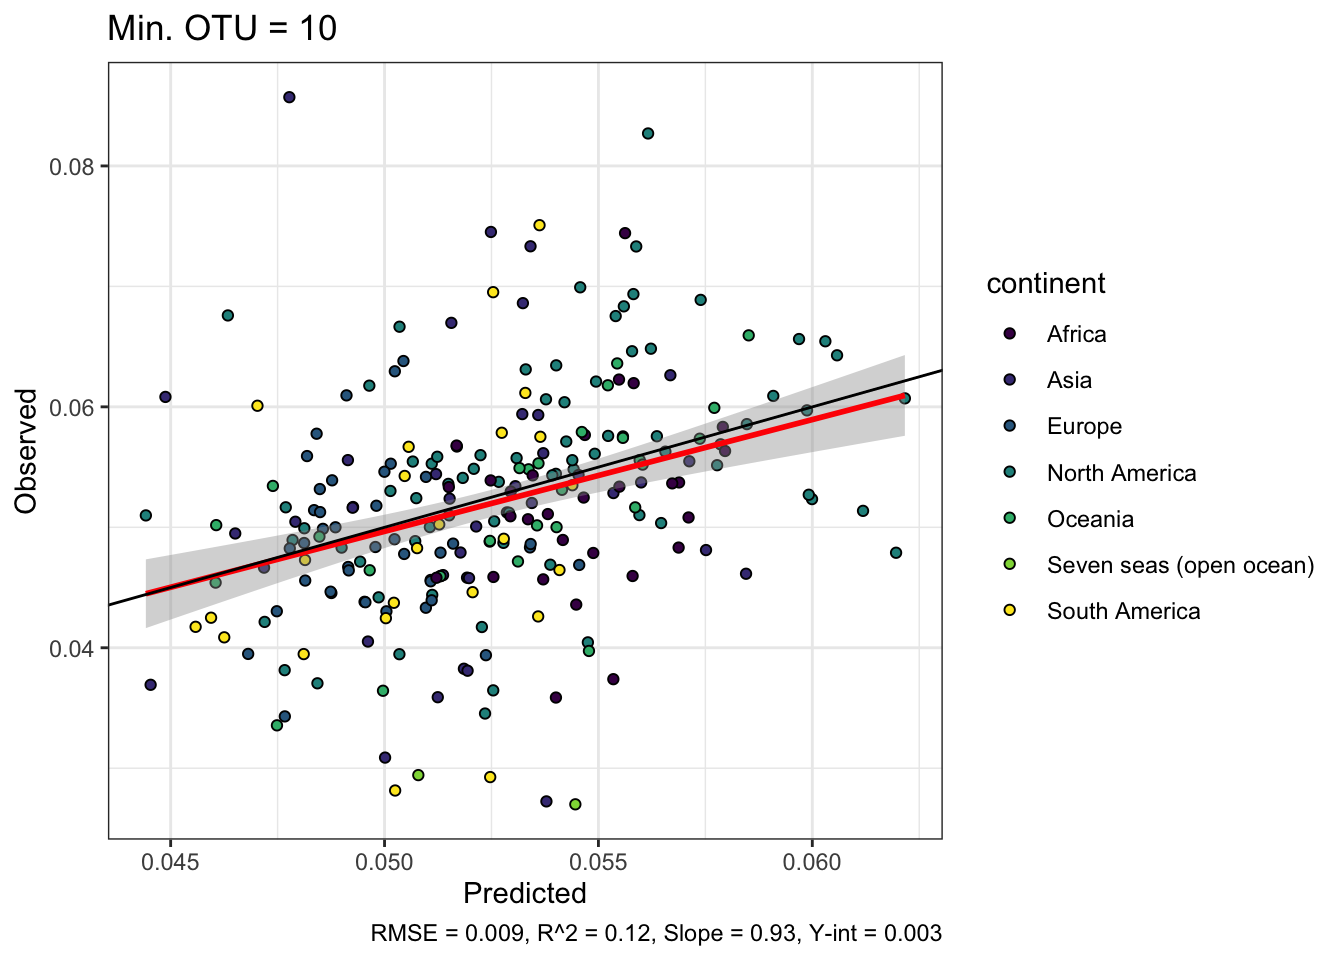 Min. OTU = 10
Observed
0.08
0.06
0.04
0.045
0.050
0.055
0.060
Predicted
RMSE = 0.009, R^2 = 0.12, Slope = 0.93, Y-int = 0.003
continent
Africa
Asia
Europe
North America
Oceania
Seven seas (open ocean)
South America